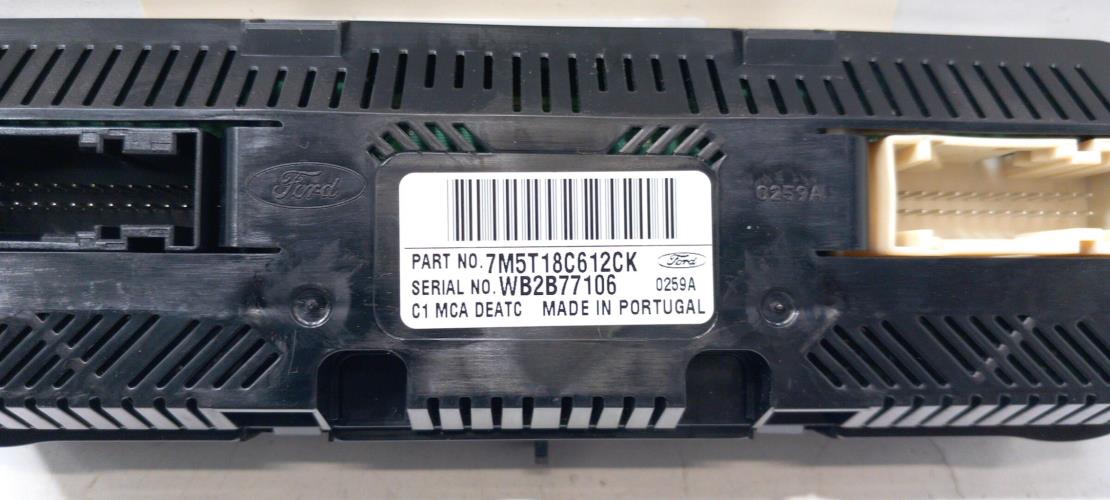 Ford
0259A
PART NO. 7M5T18C612CK Ford
SERIAL NO. WB2B77106 0259A
C1 MCA DEATC MADE IN PORTUGAL